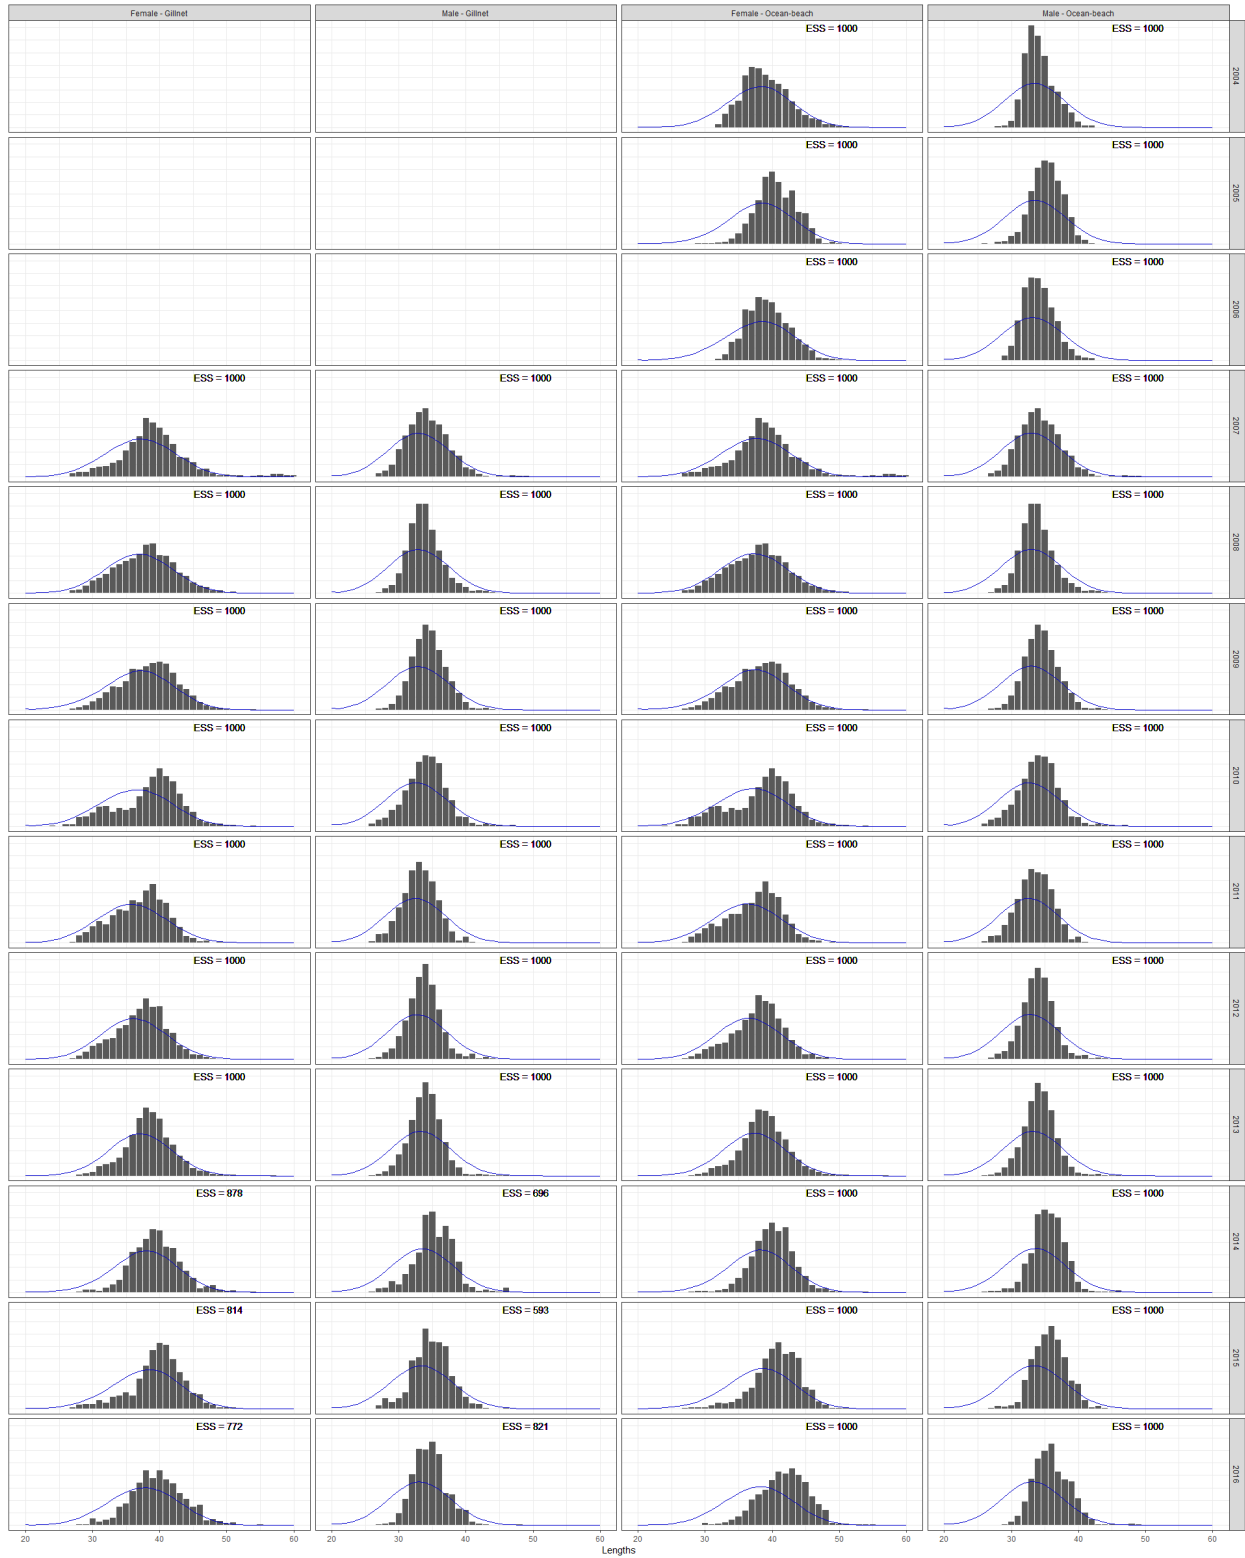 Female - Gillnet Male - Gillnet Female - Ocean-beach Male - Ocean-beach
ESS = 1000 ESS = 1000 2004
ESS = 1000 ESS = 1000 2005
ESS = 1000 ESS = 1000 2006
ESS = 1000 ESS = 1000 ESS = 1000 ESS = 1000 2007
ESS = 1000 ESS = 1000 ESS = 1000 ESS = 1000 2008
ESS = 1000 ESS = 1000 ESS = 1000 ESS = 1000 2009
ESS = 1000 ESS = 1000 ESS = 1000 ESS = 1000 2010
ESS = 1000 ESS = 1000 ESS = 1000 ESS = 1000 2011
ESS = 1000 ESS = 1000 ESS = 1000 ESS = 1000 2012
ESS = 1000 ESS = 1000 ESS = 1000 ESS = 1000 2013
ESS = 878 ESS = 696 ESS = 1000 ESS = 1000 2014
ESS = 814 ESS = 593 ESS = 1000 ESS = 1000 2015
ESS = 772 ESS = 821 ESS = 1000 ESS = 1000 2016
20 30 40 50 60 20 30 40 50 60 20 30 40 50 60 20 30 40 50 60
Lengths